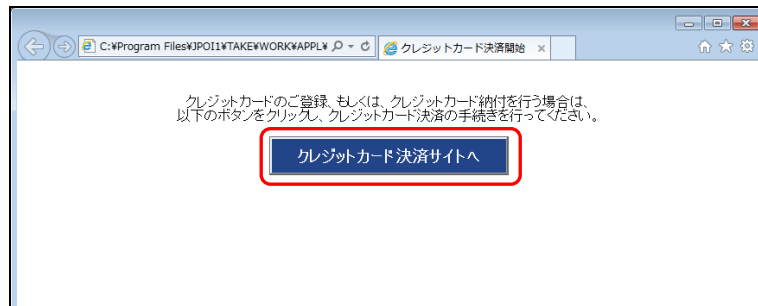 C:¥Program Files¥JPOI1¥TAKE¥WORK¥APPL¥
クレジットカード決済開始
クレジットカードのご登録、もしくは、クレジットカード納付を行う場合は、
以下のボタンをクリックし、クレジットカード決済の手続きを行ってください。
クレジットカード決済サイトへ